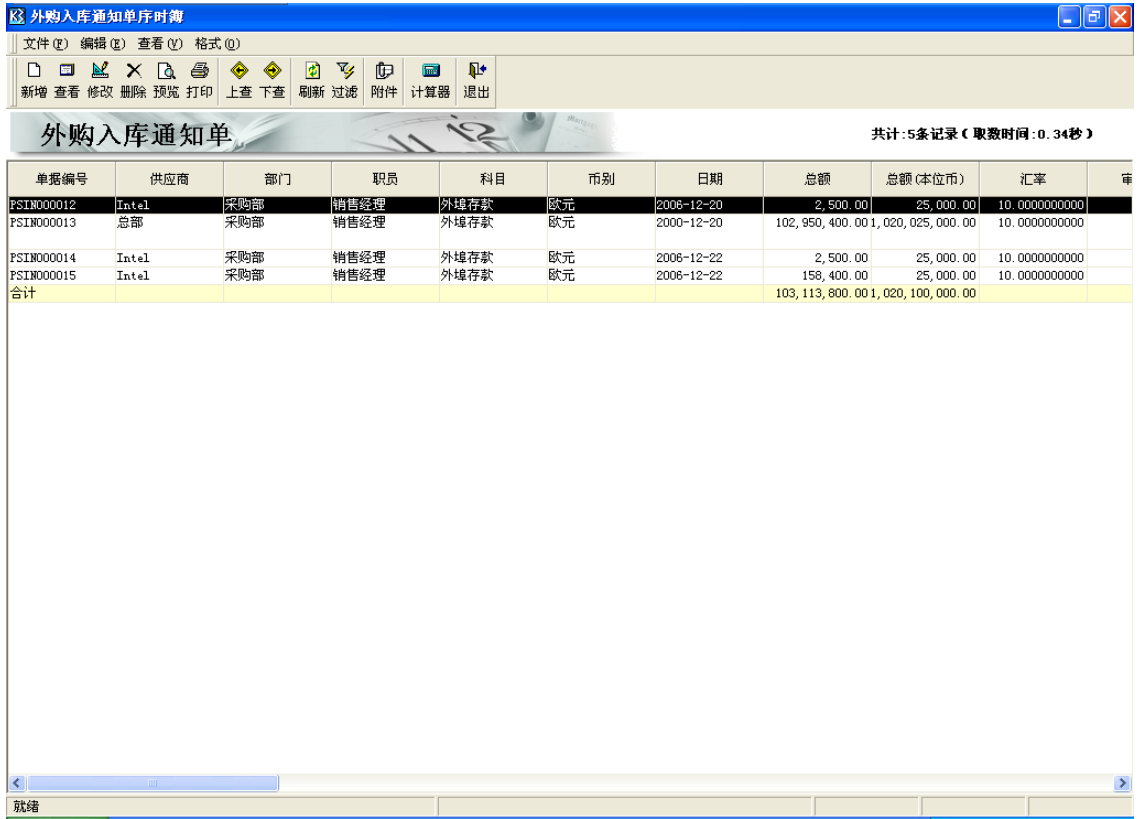 K3 外购入库通知单序时簿
文件(F) 编辑(E) 查看(V) 格式(O)
新增 查看 修改 删除 预览 打印 上查 下查 刷新 过滤 附件 计算器 退出
外购入库通知单 11 12 共计:5条记录(取数时间:0.34秒)
单据编号 供应商 部门 职员 科目 币别 日期 总额 总额(本位币) 汇率 审
PSIN000012 Intel 采购部 销售经理 外埠存款 欧元 2006-12-20 2,500.00 25,000.00 10.0000000000
PSIN000013 总部 采购部 销售经理 外埠存款 欧元 2000-12-20 102,950,400.00 1,020,025,000.00 10.0000000000
PSIN000014 Intel 采购部 销售经理 外埠存款 欧元 2006-12-22 2,500.00 25,000.00 10.0000000000
PSIN000015 Intel 采购部 销售经理 外埠存款 欧元 2006-12-22 158,400.00 25,000.00 10.0000000000
合计 103,113,800.00 1,020,100,000.00
就绪